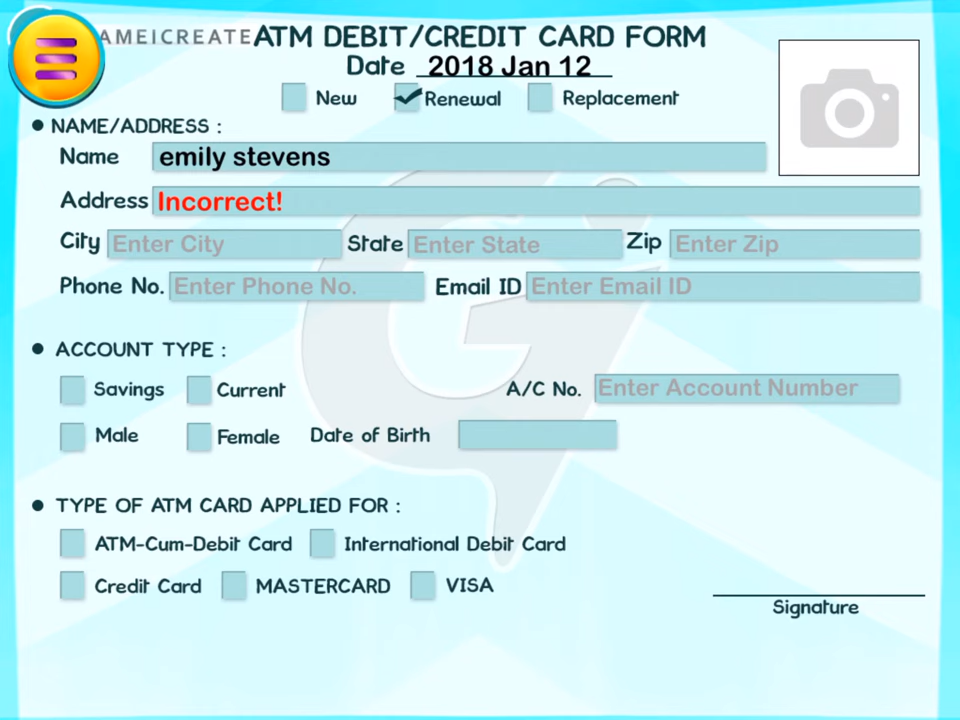 AMEICREATE
ATM DEBIT/CREDIT CARD FORM
Date 2018 Jan 12
New Renewal Replacement
• NAME/ADDRESS :
Name emily stevens
Address Incorrect!
City Enter City State Enter State Zip Enter Zip
Phone No. Enter Phone No. Email ID Enter Email ID
• ACCOUNT TYPE :
Savings Current A/C No. Enter Account Number
Male Female Date of Birth
• TYPE OF ATM CARD APPLIED FOR :
ATM-Cum-Debit Card International Debit Card
Credit Card MASTERCARD VISA
Signature